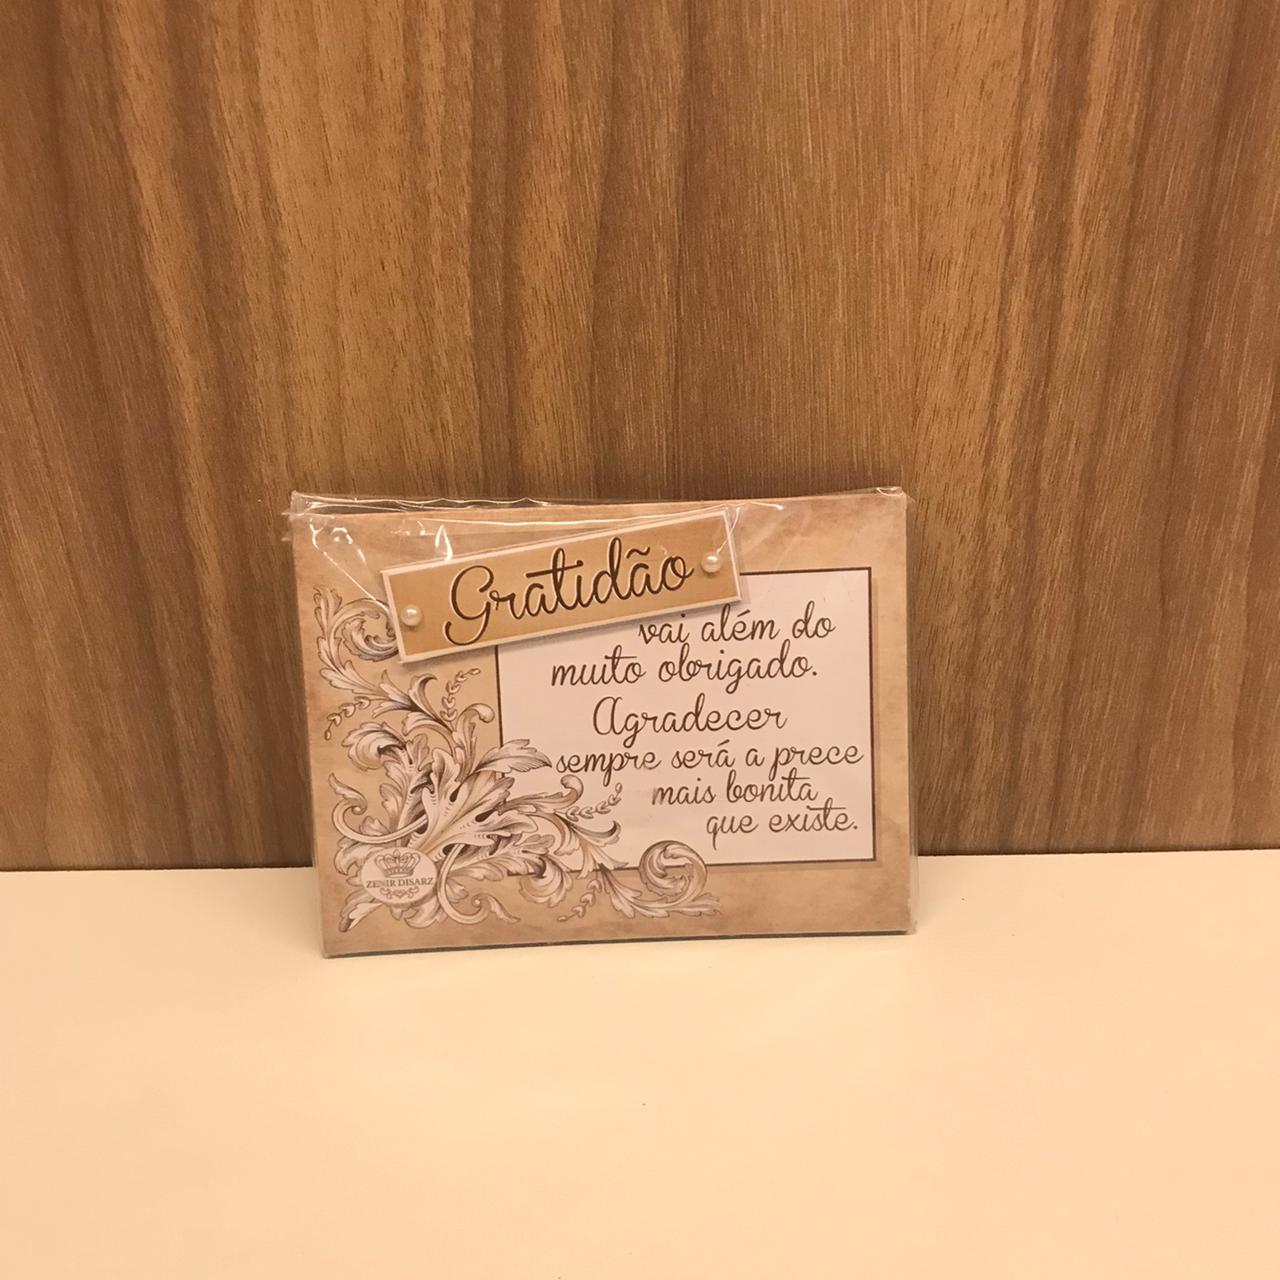 Gratidão
vai além do
muito obrigado.
Agradecer
sempre será a prece
mais bonita
que existe.
ZENIR DISARZ